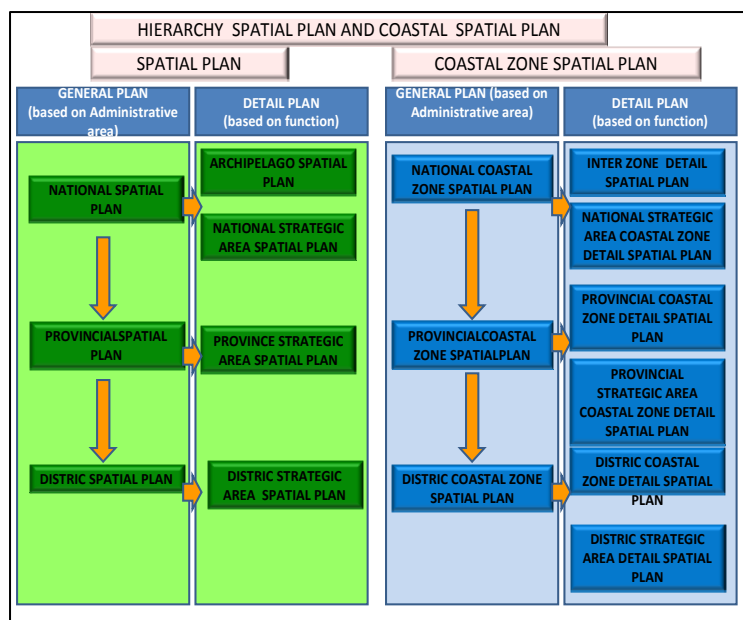 HIERARCHY SPATIAL PLAN AND COASTAL SPATIAL PLAN
SPATIAL PLAN
COASTAL ZONE SPATIAL PLAN
GENERAL PLAN
(based on Administrative
area)
DETAIL PLAN
(based on function)
GENERAL PLAN (based on
Administrative area)
DETAIL PLAN
(based on function)
NATIONAL SPATIAL
PLAN
ARCHIPELAGO SPATIAL
PLAN
NATIONAL STRATEGIC
AREA SPATIAL PLAN
PROVINCIALSPATIAL
PLAN
PROVINCE STRATEGIC
AREA SPATIAL PLAN
DISTRIC SPATIAL PLAN
DISTRIC STRATEGIC
AREA SPATIAL PLAN
NATIONAL COASTAL
ZONE SPATIAL PLAN
INTER ZONE DETAIL
SPATIAL PLAN
NATIONAL STRATEGIC
AREA COASTAL ZONE
DETAIL SPATIAL PLAN
PROVINCIALCOASTAL
ZONE SPATIALPLAN
PROVINCIAL COASTAL
ZONE DETAIL SPATIAL
PLAN
PROVINCIAL
STRATEGIC AREA
COASTAL ZONE DETAIL
SPATIAL PLAN
DISTRIC COASTAL ZONE
SPATIAL PLAN
DISTRIC COASTAL
ZONE DETAIL SPATIAL
PLAN
DISTRIC STRATEGIC
AREA DETAIL SPATIAL
PLAN